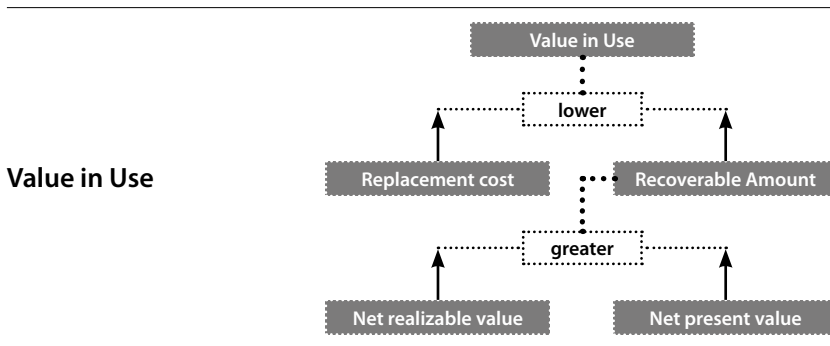 Value in Use
lower
Value in Use
Replacement cost
Recoverable Amount
greater
Net realizable value
Net present value